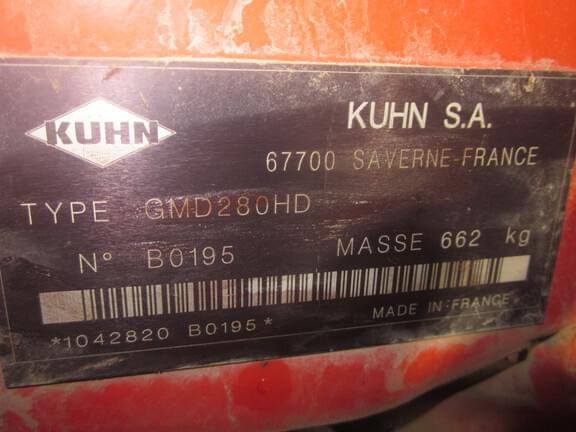 KUHN
KUHN S.A.
67700 SAVERNE-FRANCE
TYPE GMD280HD
N° B0195 MASSE 662 kg
MADE IN FRANCE
*1042820 B0195*